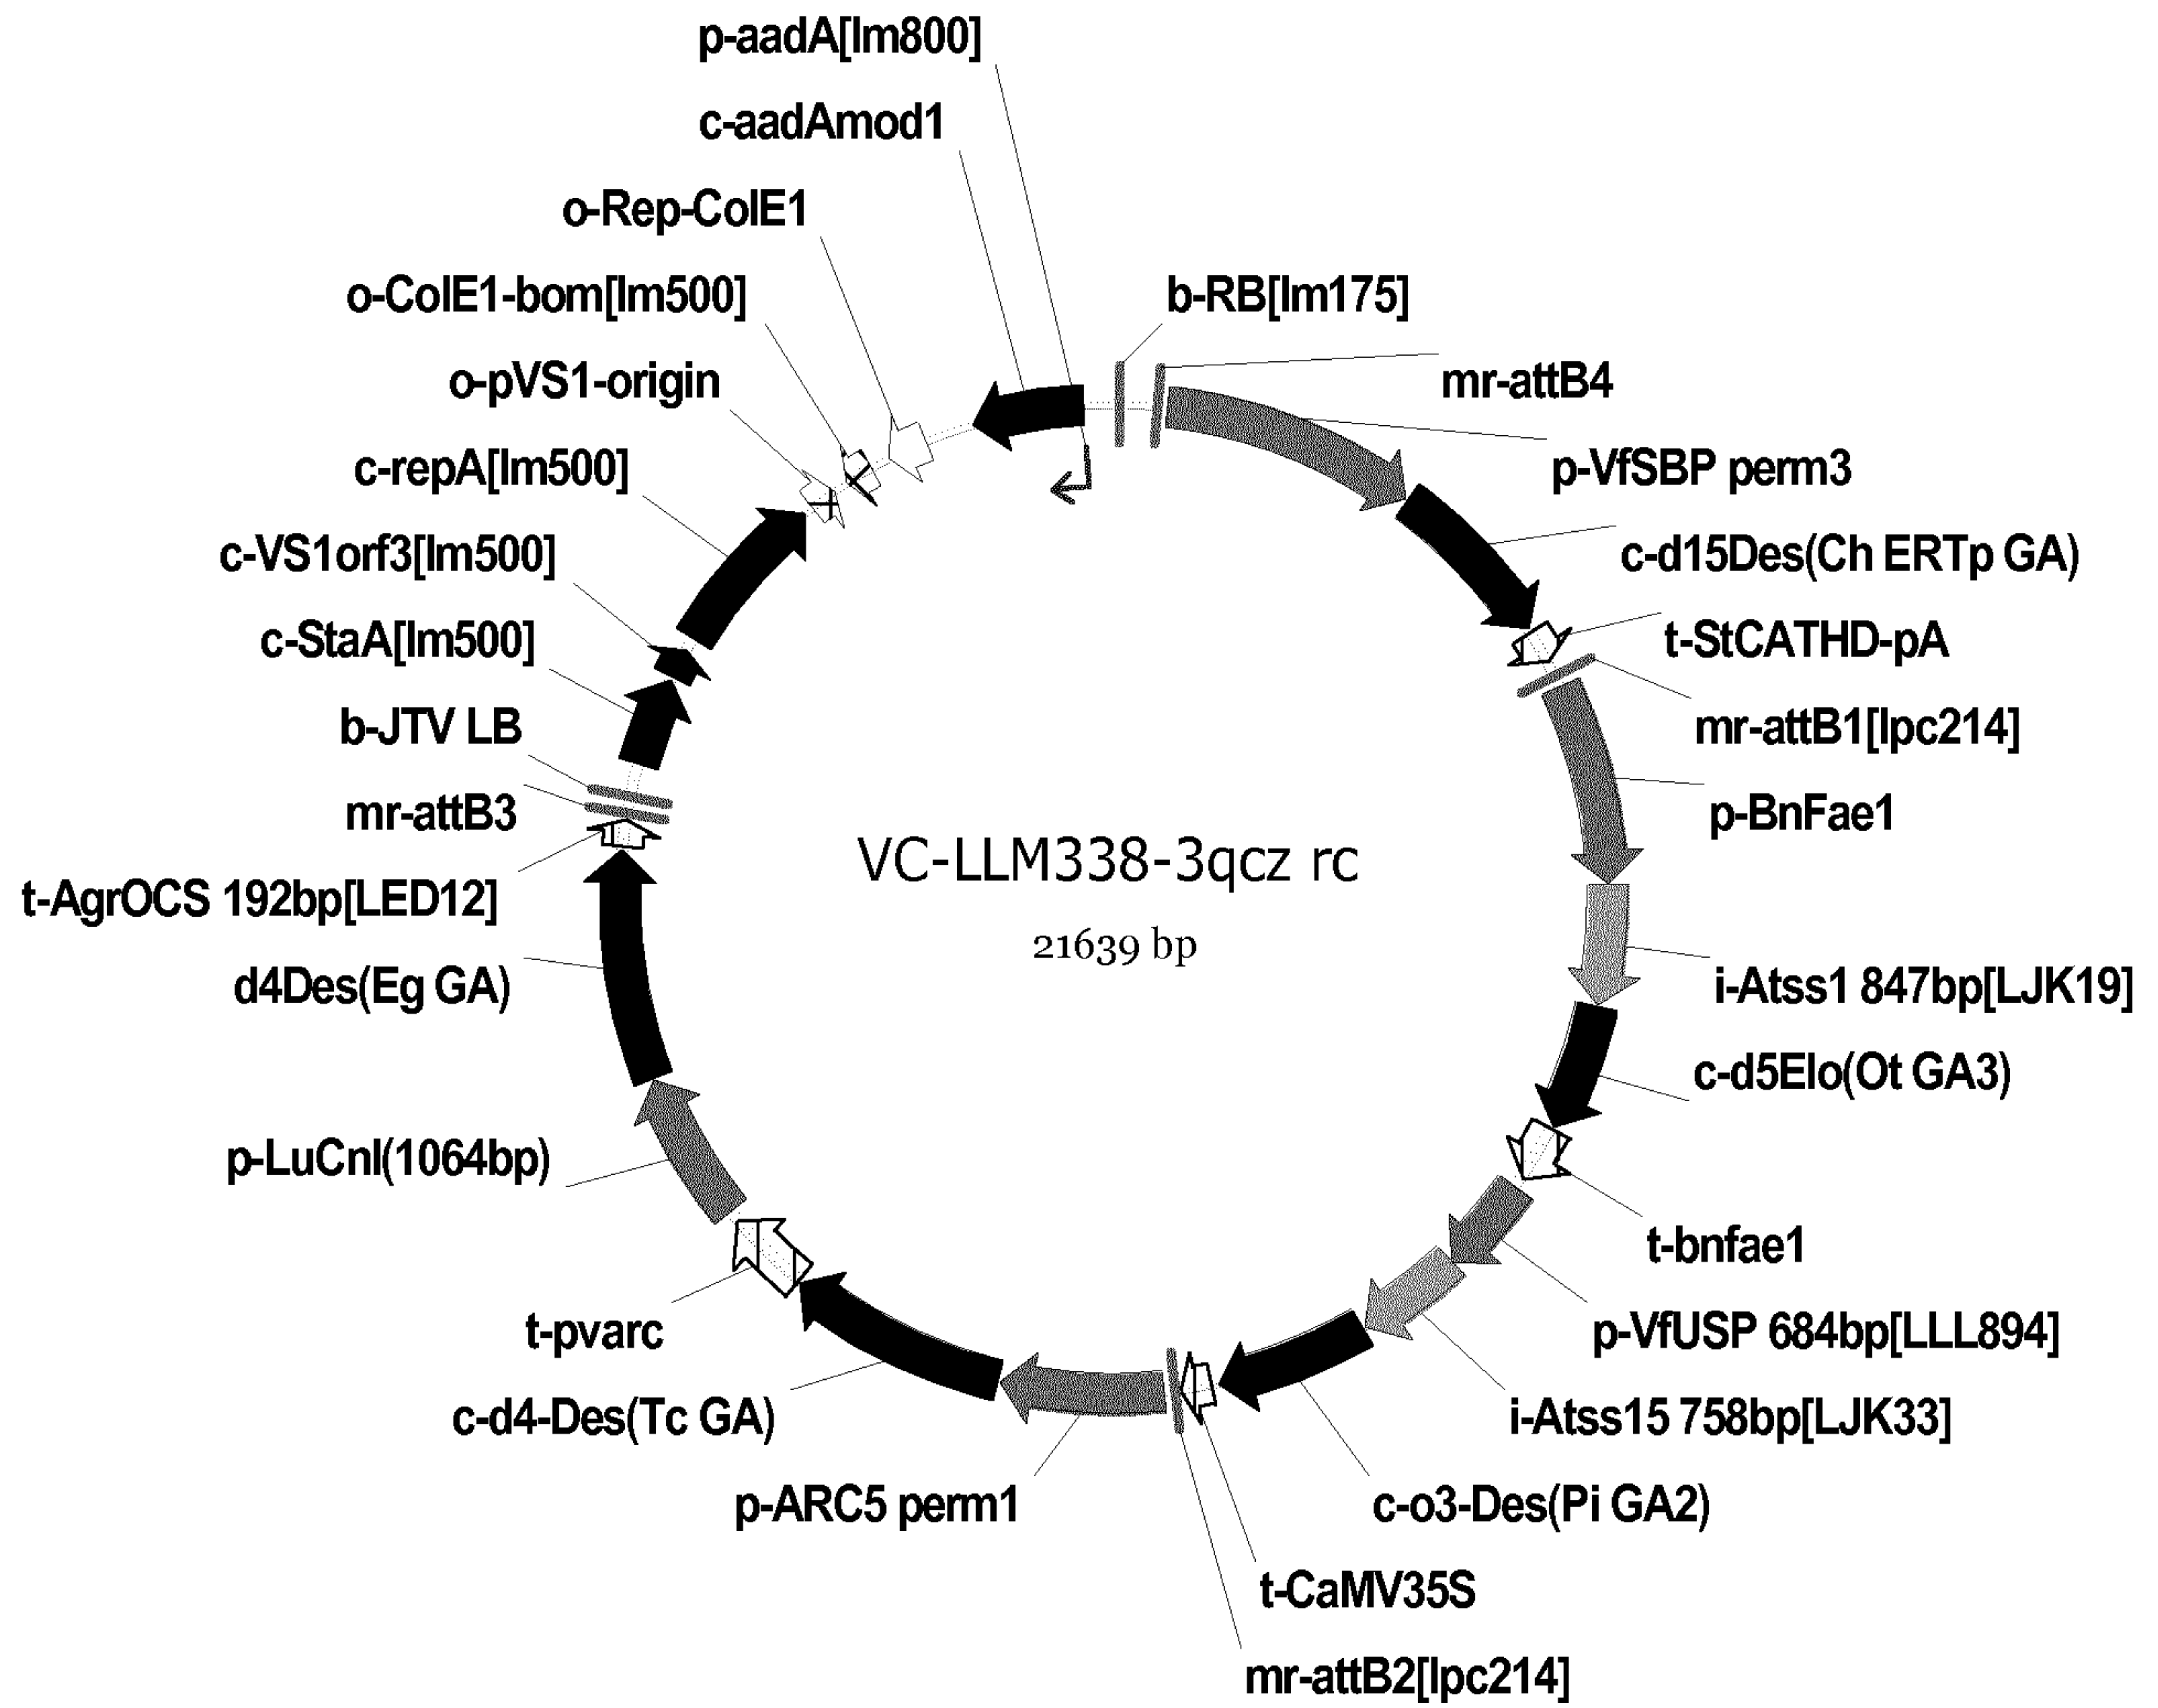 p-aadA[lm800]
c-aadAmod1
o-Rep-ColE1
o-ColE1-bom[lm500]
o-pVS1-origin
c-repA[lm500]
c-VS1orf3[lm500]
c-StaA[lm500]
b-JTV LB
mr-attB3
t-AgrOCS 192bp[LED12]
d4Des(Eg GA)
p-LuCnl(1064bp)
t-pvarc
c-d4-Des(Tc GA)
p-ARC5 perm1
b-RB[lm175]
mr-attB4
p-VfSBP perm3
c-d15Des(Ch ERTp GA)
t-StCATHD-pA
mr-attB1[lpc214]
p-BnFae1
i-Atss1 847bp[LJK19]
c-d5Elo(Ot GA3)
t-bnfae1
p-VfUSP 684bp[LLL894]
i-Atss15 758bp[LJK33]
c-o3-Des(Pi GA2)
t-CaMV35S
mr-attB2[lpc214]
VC-LLM338-3qcz rc
21639 bp